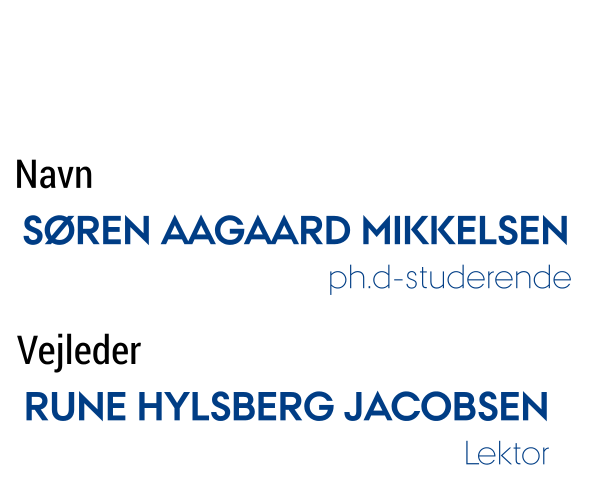 Navn
SØREN AAGAARD MIKKELSEN
ph.d-studerende
Vejleder
RUNE HYLSBERG JACOBSEN
Lektor